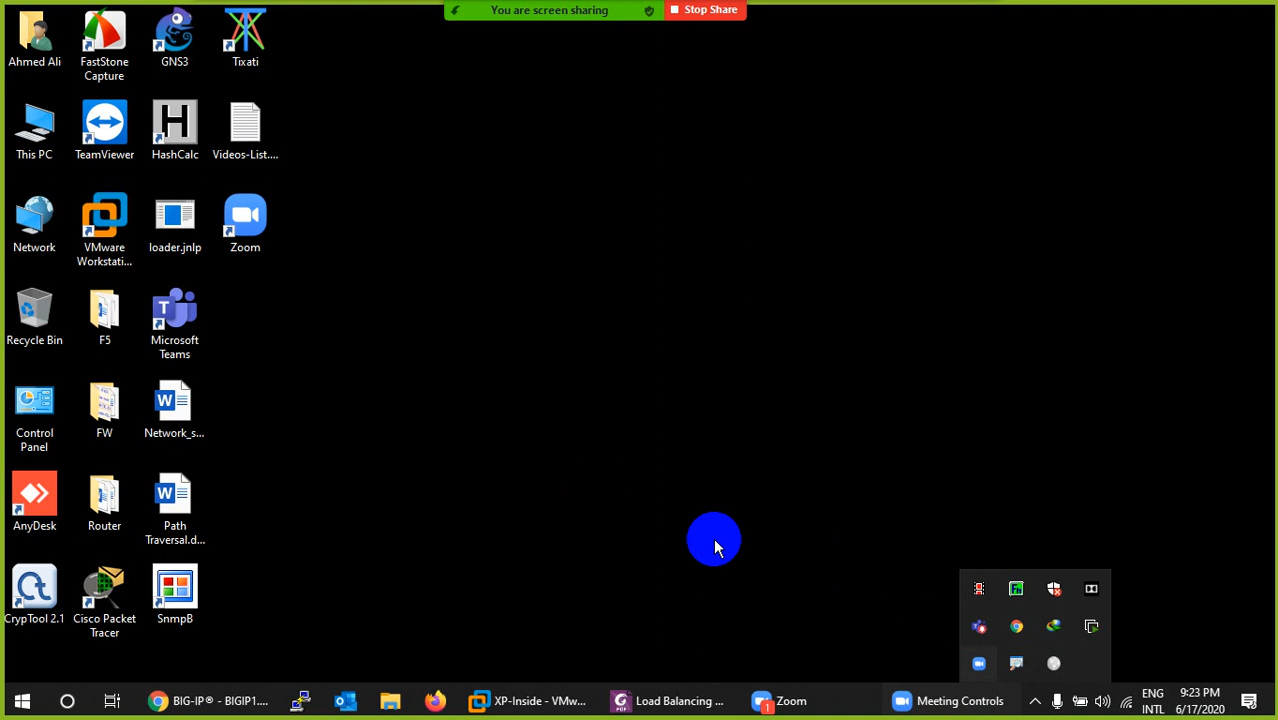 You are screen sharing
Stop Share
Ahmed Ali
FastStone
Capture
GNS3
Tixati
This PC
TeamViewer
H
HashCalc
Videos-List....
Network
VMware
Workstati...
loader.jnlp
Zoom
Recycle Bin
F5
T
Microsoft
Teams
Control
Panel
FW
W
Network_s...
AnyDesk
Router
W
Path
Traversal.d...
Ct
CrypTool 2.1
Cisco Packet
Tracer
SnmpB
BIG-IP® - BIGIP1....
XP-Inside - VMw...
PDF
Load Balancing ...
1
Zoom
Meeting Controls
ENG
INTL
9:23 PM
6/17/2020